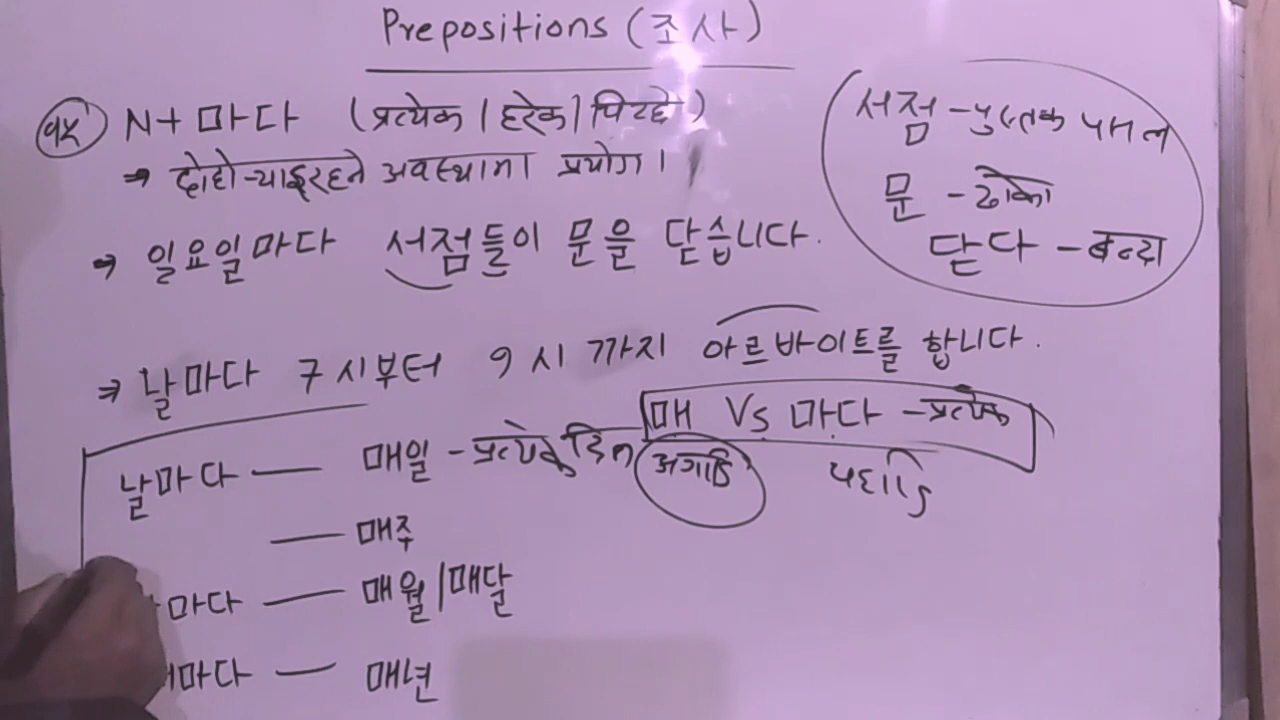 Prepositions (조사)
१५ N+ 마다 (प्रत्येक / हरेक / पिच्छे)
⇒ दोहोऱ्याइरहने अवस्थामा प्रयोग।
⇒ 일요일마다 서점들이 문을 닫습니다.
서점 - पुस्तक पसल
문 - ढोका
닫다 - बन्द
⇒ 날마다 7시부터 9시까지 아르바이트를 합니다.
매 Vs 마다 - प्रत्येक
अगाडि पछाडि
날마다 — 매일 - प्रत्येक दिन
— 매주
마다 — 매월/매달
마다 — 매년